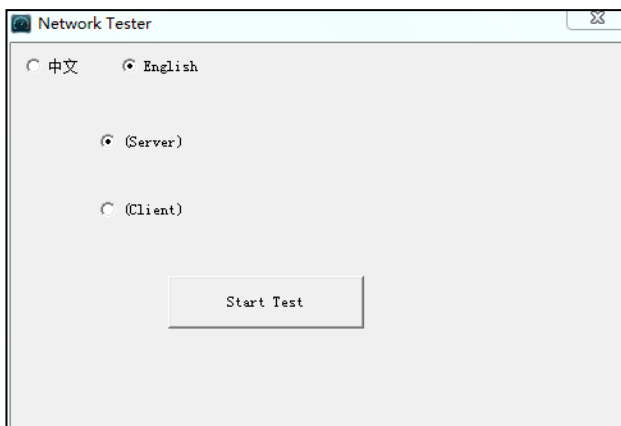 Network Tester
中文 English
(Server)
(Client)
Start Test